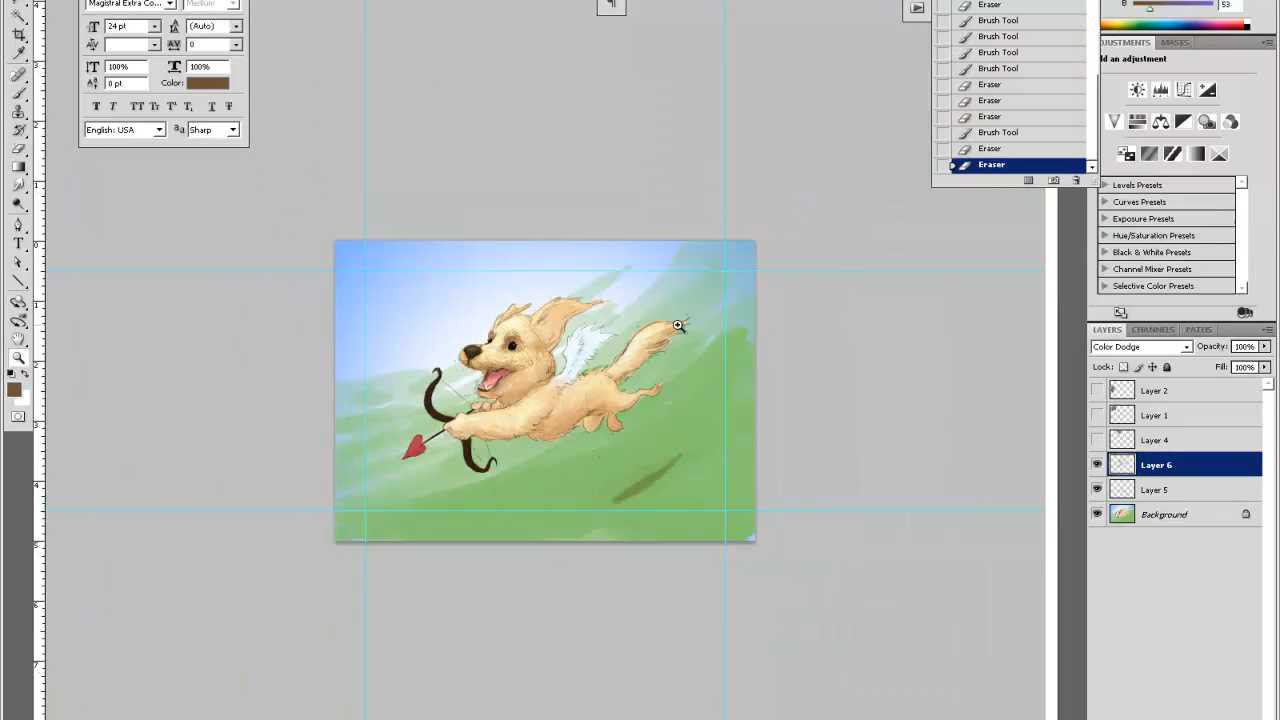 Magistral Extra Co...
Medium
24 pt
(Auto)
0
100%
100%
0 pt
Color:
English: USA
Sharp
Eraser
Brush Tool
Brush Tool
Brush Tool
Brush Tool
Eraser
Eraser
Eraser
Brush Tool
Eraser
Eraser
B 53
ADJUSTMENTS MASKS
Add an adjustment
Levels Presets
Curves Presets
Exposure Presets
Hue/Saturation Presets
Black & White Presets
Channel Mixer Presets
Selective Color Presets
LAYERS CHANNELS PATHS
Color Dodge Opacity: 100%
Lock: Fill: 100%
Layer 2
Layer 1
Layer 4
Layer 6
Layer 5
Background